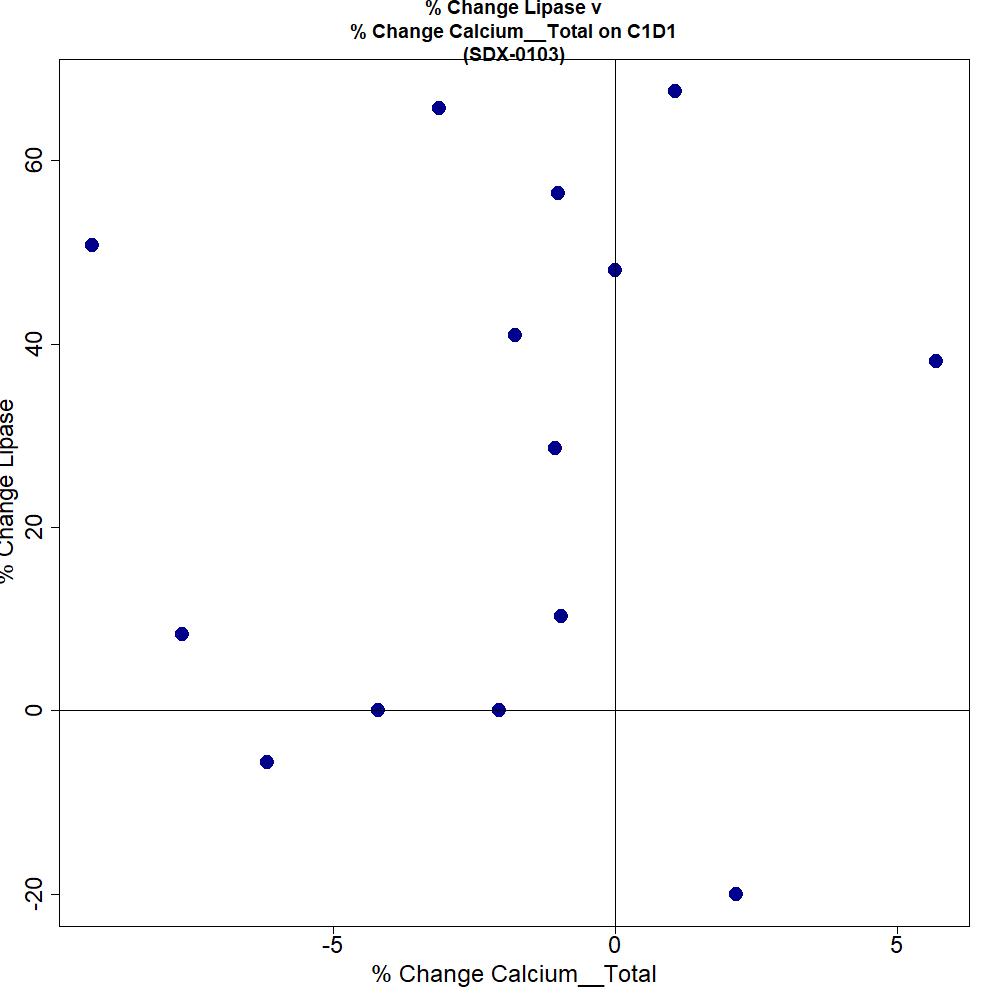 % Change Lipase v
% Change Calcium__Total on C1D1
(SDX-0103)
% Change Lipase
60
40
20
0
-20
-5
0
5
% Change Calcium__Total